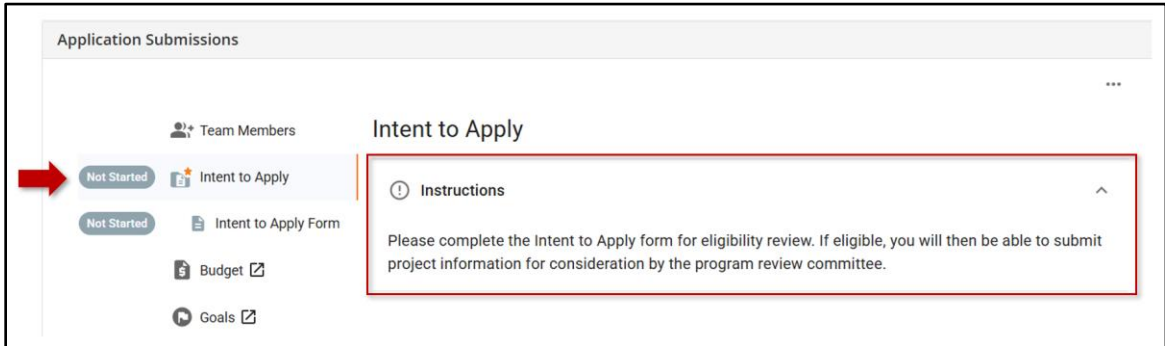 Application Submissions
Team Members
Intent to Apply
Not Started
Intent to Apply
Instructions
Not Started
Intent to Apply Form
Please complete the Intent to Apply form for eligibility review. If eligible, you will then be able to submit
project information for consideration by the program review committee.
Budget
Goals